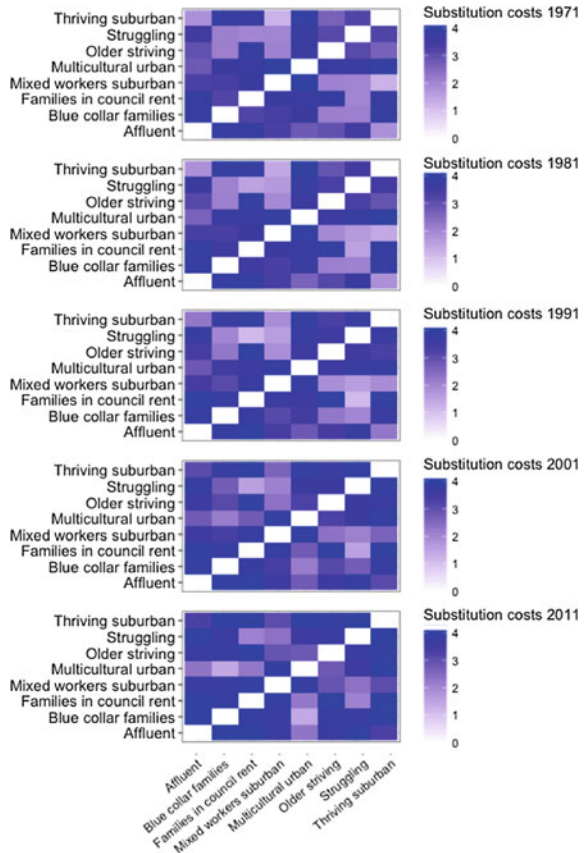 Substitution costs 1971
Thriving suburban
Struggling
Older striving
Multicultural urban
Mixed workers suburban
Families in council rent
Blue collar families
Affluent
4
3
2
1
0
Substitution costs 1981
Thriving suburban
Struggling
Older striving
Multicultural urban
Mixed workers suburban
Families in council rent
Blue collar families
Affluent
4
3
2
1
0
Substitution costs 1991
Thriving suburban
Struggling
Older striving
Multicultural urban
Mixed workers suburban
Families in council rent
Blue collar families
Affluent
4
3
2
1
0
Substitution costs 2001
Thriving suburban
Struggling
Older striving
Multicultural urban
Mixed workers suburban
Families in council rent
Blue collar families
Affluent
4
3
2
1
0
Substitution costs 2011
Thriving suburban
Struggling
Older striving
Multicultural urban
Mixed workers suburban
Families in council rent
Blue collar families
Affluent
4
3
2
1
0
Affluent
Blue collar families
Families in council rent
Mixed workers suburban
Multicultural urban
Older striving
Struggling
Thriving suburban